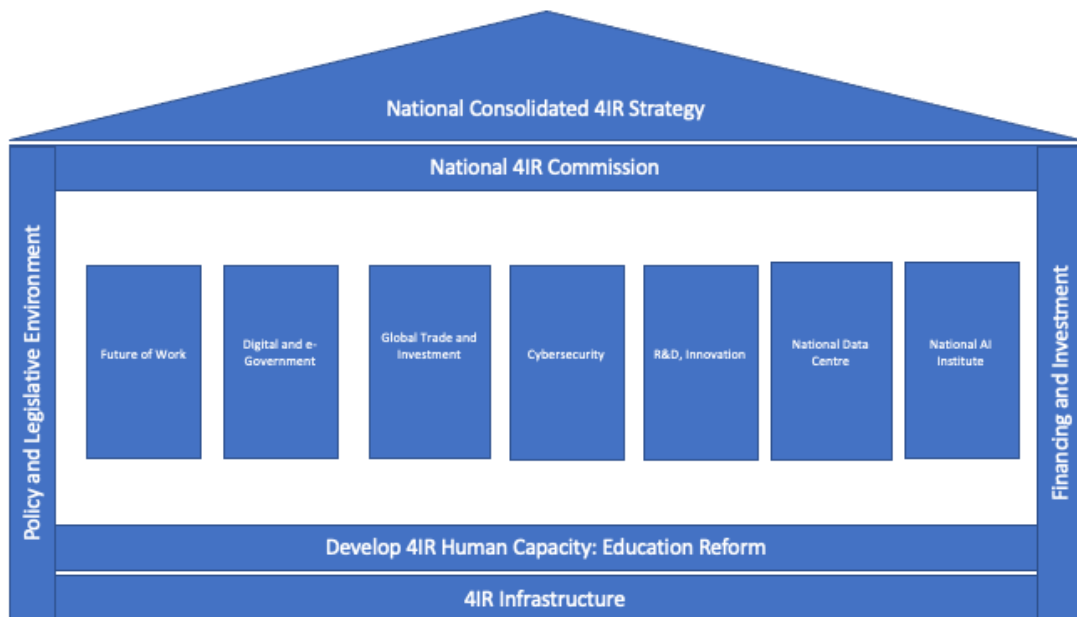 National Consolidated 4IR Strategy
National 4IR Commission
Policy and Legislative Environment
Future of Work
Digital and e-
Government
Global Trade and
Investment
Cybersecurity
R&D, Innovation
National Data
Centre
National AI
Institute
Financing and Investment
Develop 4IR Human Capacity: Education Reform
4IR Infrastructure